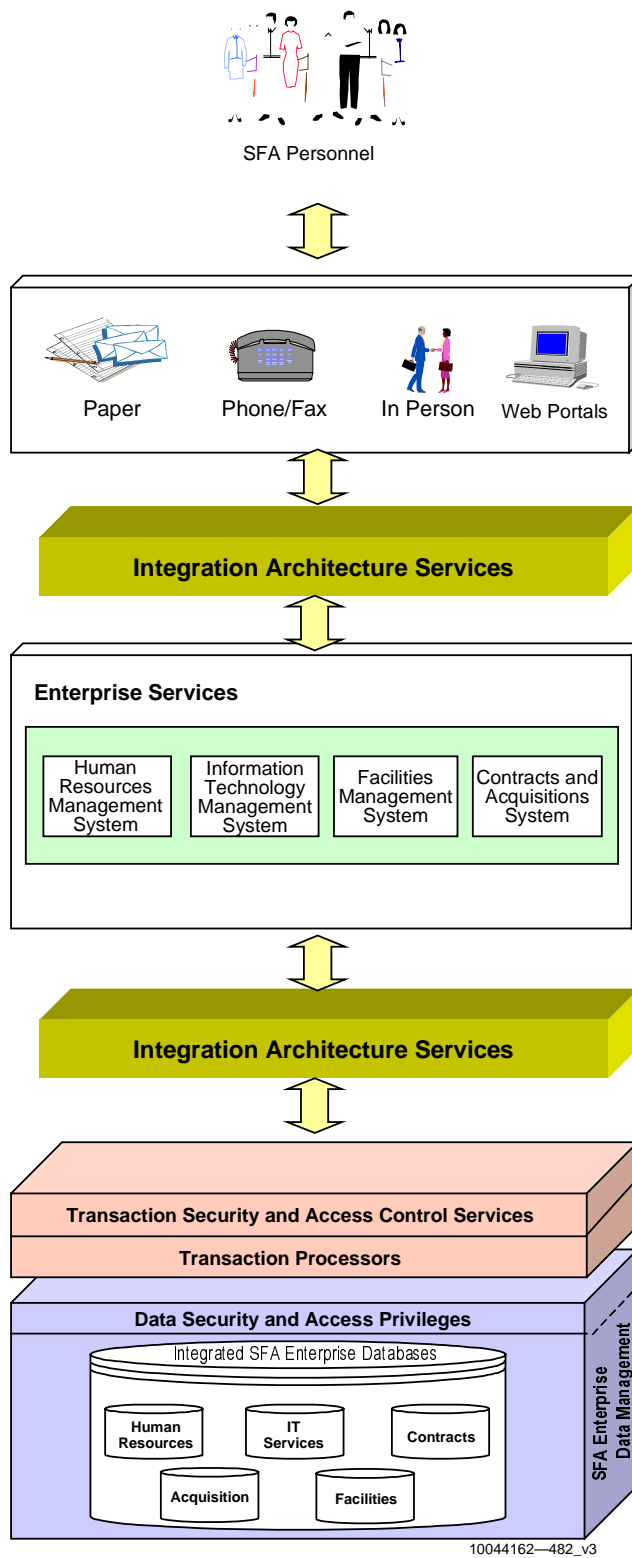 SFA Personnel
Paper
Phone/Fax
In Person
Web Portals
Integration Architecture Services
Enterprise Services
Human
Resources
Management
System
Information
Technology
Management
System
Facilities
Management
System
Contracts and
Acquisitions
System
Integration Architecture Services
Transaction Security and Access Control Services
Transaction Processors
Data Security and Access Privileges
Integrated SFA Enterprise Databases
Human
Resources
IT
Services
Contracts
Acquisition
Facilities
SFA Enterprise
Data Management
10044162—482_v3